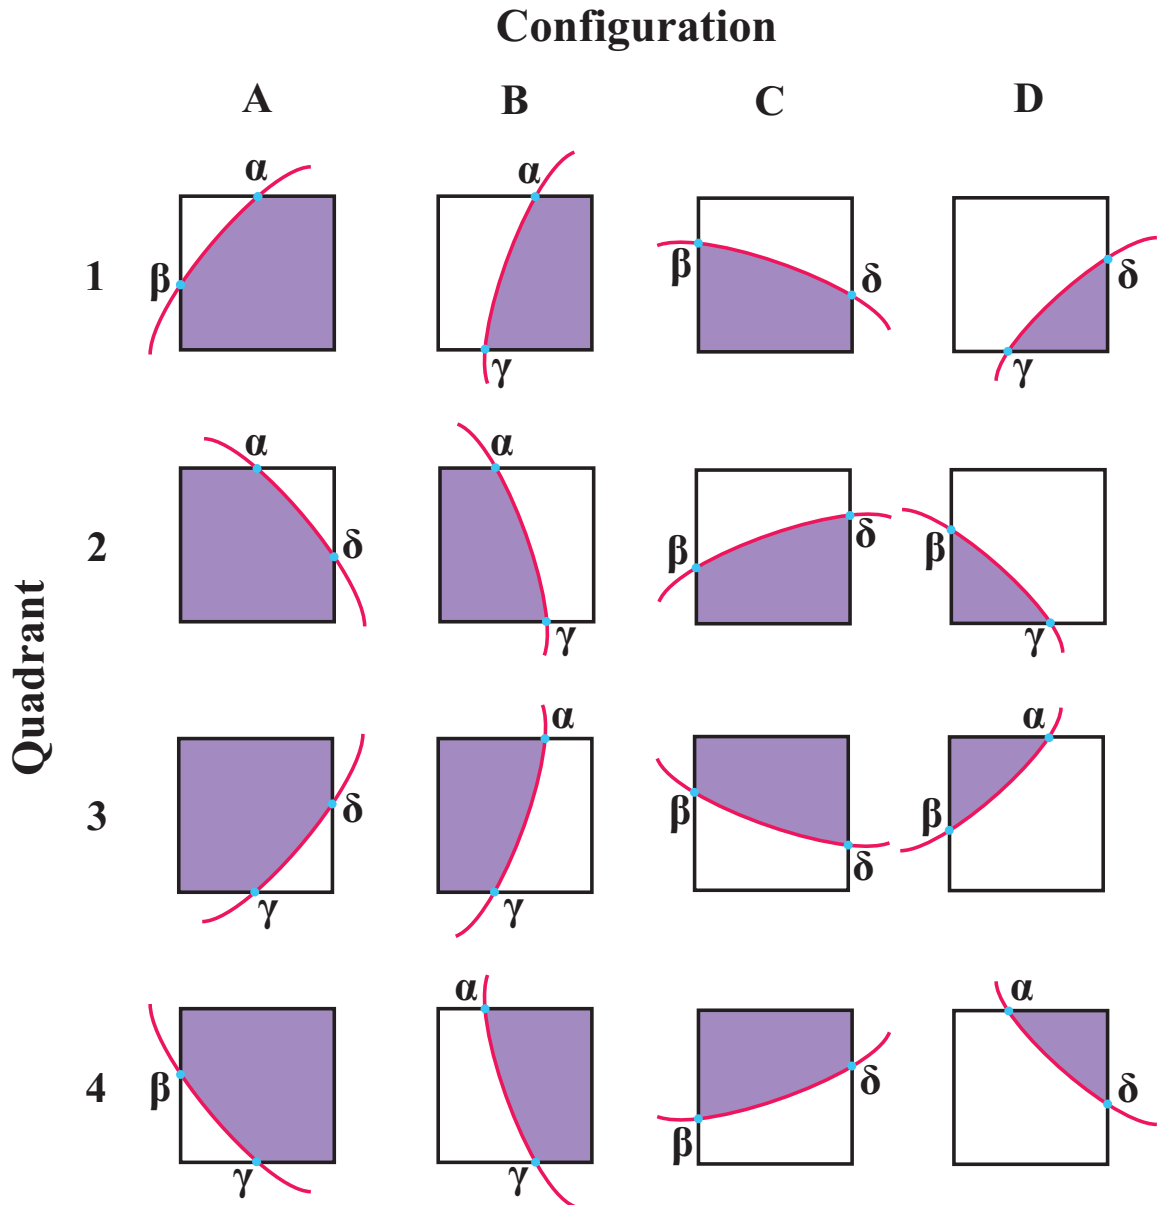 Configuration
A B C D
α α
β δ
1 β δ
γ γ
α α
δ β δ β
2
γ γ
Quadrant
α α
3 δ β δ β
γ γ
α α
4 β δ β δ
γ γ